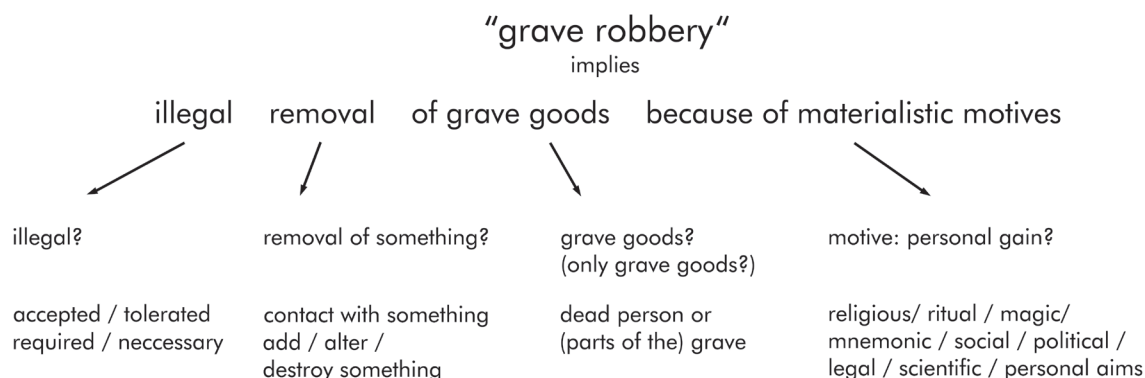 "grave robbery"
implies
illegal removal of grave goods because of materialistic motives
illegal?
accepted / tolerated
required / neccessary
removal of something?
contact with something
add / alter /
destroy something
grave goods?
(only grave goods?)
dead person or
(parts of the) grave
motive: personal gain?
religious/ ritual / magic/
mnemonic / social / political /
legal / scientific / personal aims